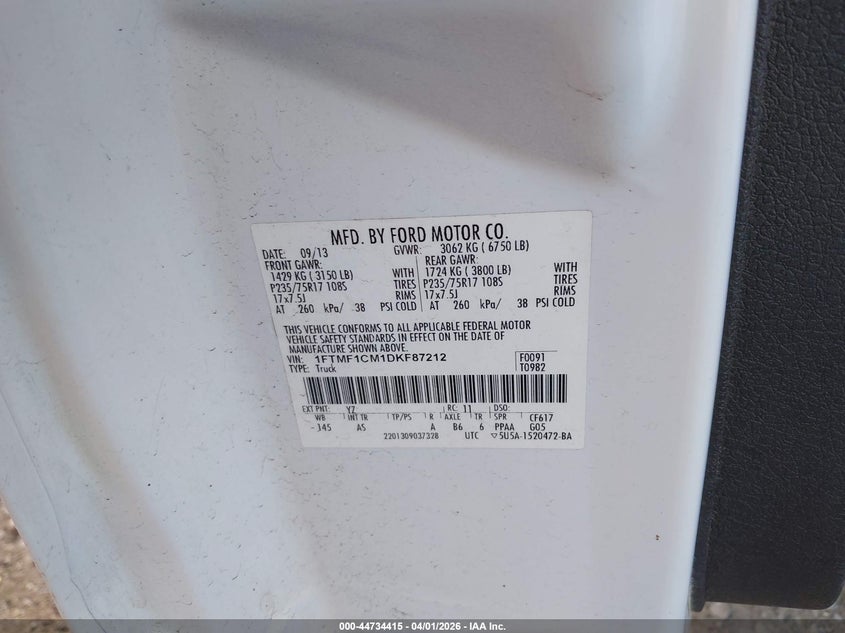 MFD. BY FORD MOTOR CO.
DATE: 09/13 GVWR: 3062 KG ( 6750 LB)
FRONT GAWR: REAR GAWR:
1429 KG ( 3150 LB) WITH 1724 KG ( 3800 LB) WITH
P235/75R17 108S TIRES P235/75R17 108S TIRES
17x7.5J RIMS 17x7.5J RIMS
AT 260 kPa/ 38 PSI COLD AT 260 kPa/ 38 PSI COLD
THIS VEHICLE CONFORMS TO ALL APPLICABLE FEDERAL MOTOR
VEHICLE SAFETY STANDARDS IN EFFECT ON THE DATE OF
MANUFACTURE SHOWN ABOVE.
VIN: 1FTMF1CM1DKF87212 F0091
TYPE: Truck T0982
EXT PNT: YZ RC: 11 DSO:
WB INT TR TP/PS R AXLE TR SPR CF617
145 AS A B6 6 PPAA G05
2201309037328 UTC ▽5U5A-1520472-BA
000-44734415 - 04/01/2026 - IAA Inc.